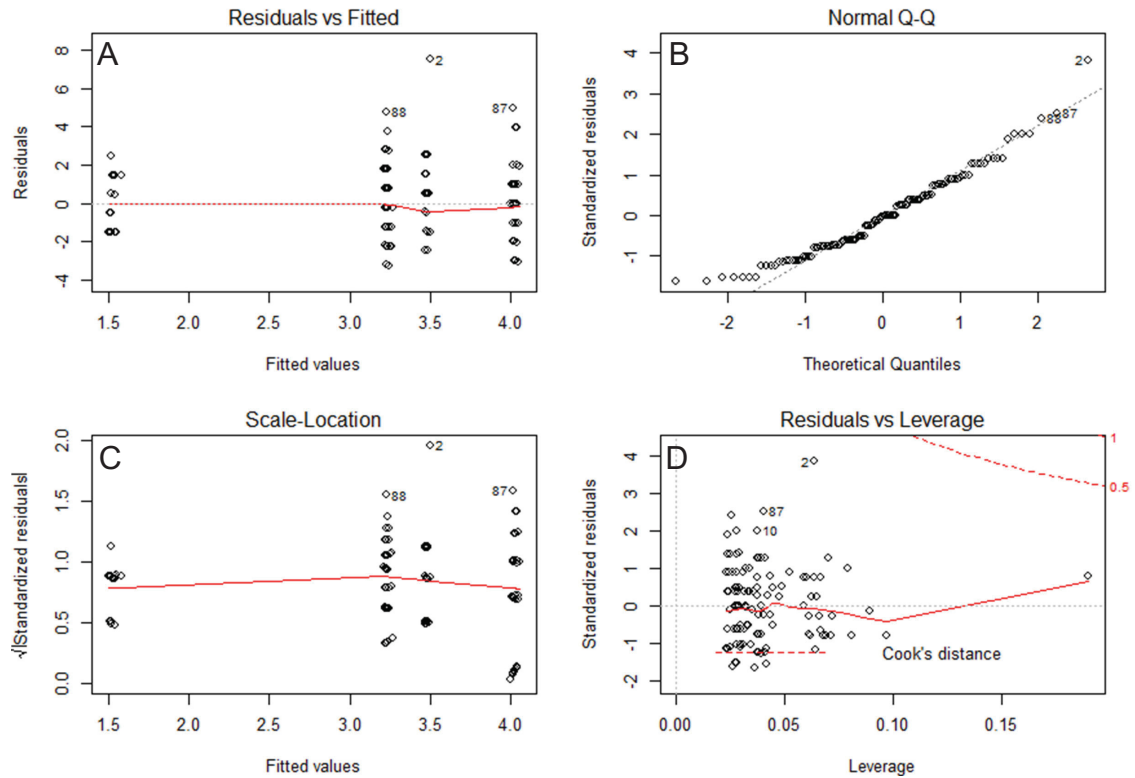 Residuals vs Fitted
A
Residuals
8
6
4
2
0
-2
-4
2
88
87
1.5 2.0 2.5 3.0 3.5 4.0
Fitted values
Normal Q-Q
B
Standardized residuals
4
3
2
1
0
-1
2
88
87
-2 -1 0 1 2
Theoretical Quantiles
Scale-Location
C
√|Standardized residuals|
2.0
1.5
1.0
0.5
0.0
2
88
87
1.5 2.0 2.5 3.0 3.5 4.0
Fitted values
Residuals vs Leverage
D
Standardized residuals
4
3
2
1
0
-1
-2
2
87
10
1
0.5
Cook's distance
0.00 0.05 0.10 0.15
Leverage